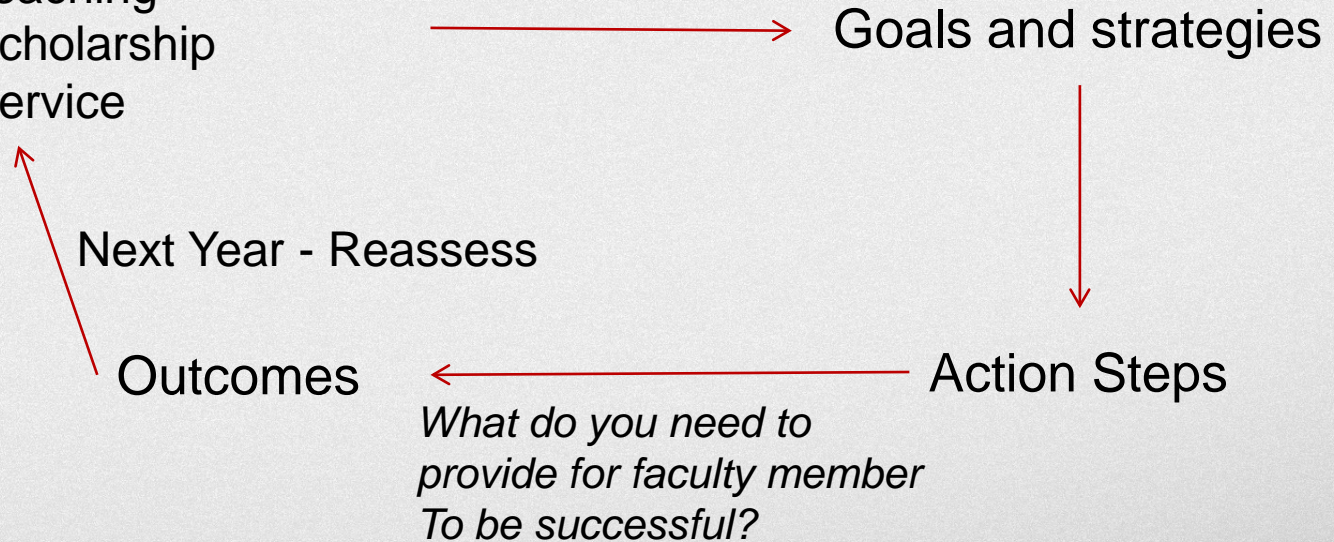 eaching
cholarship
ervice
Goals and strategies
Next Year - Reassess
Outcomes
Action Steps
What do you need to
provide for faculty member
To be successful?